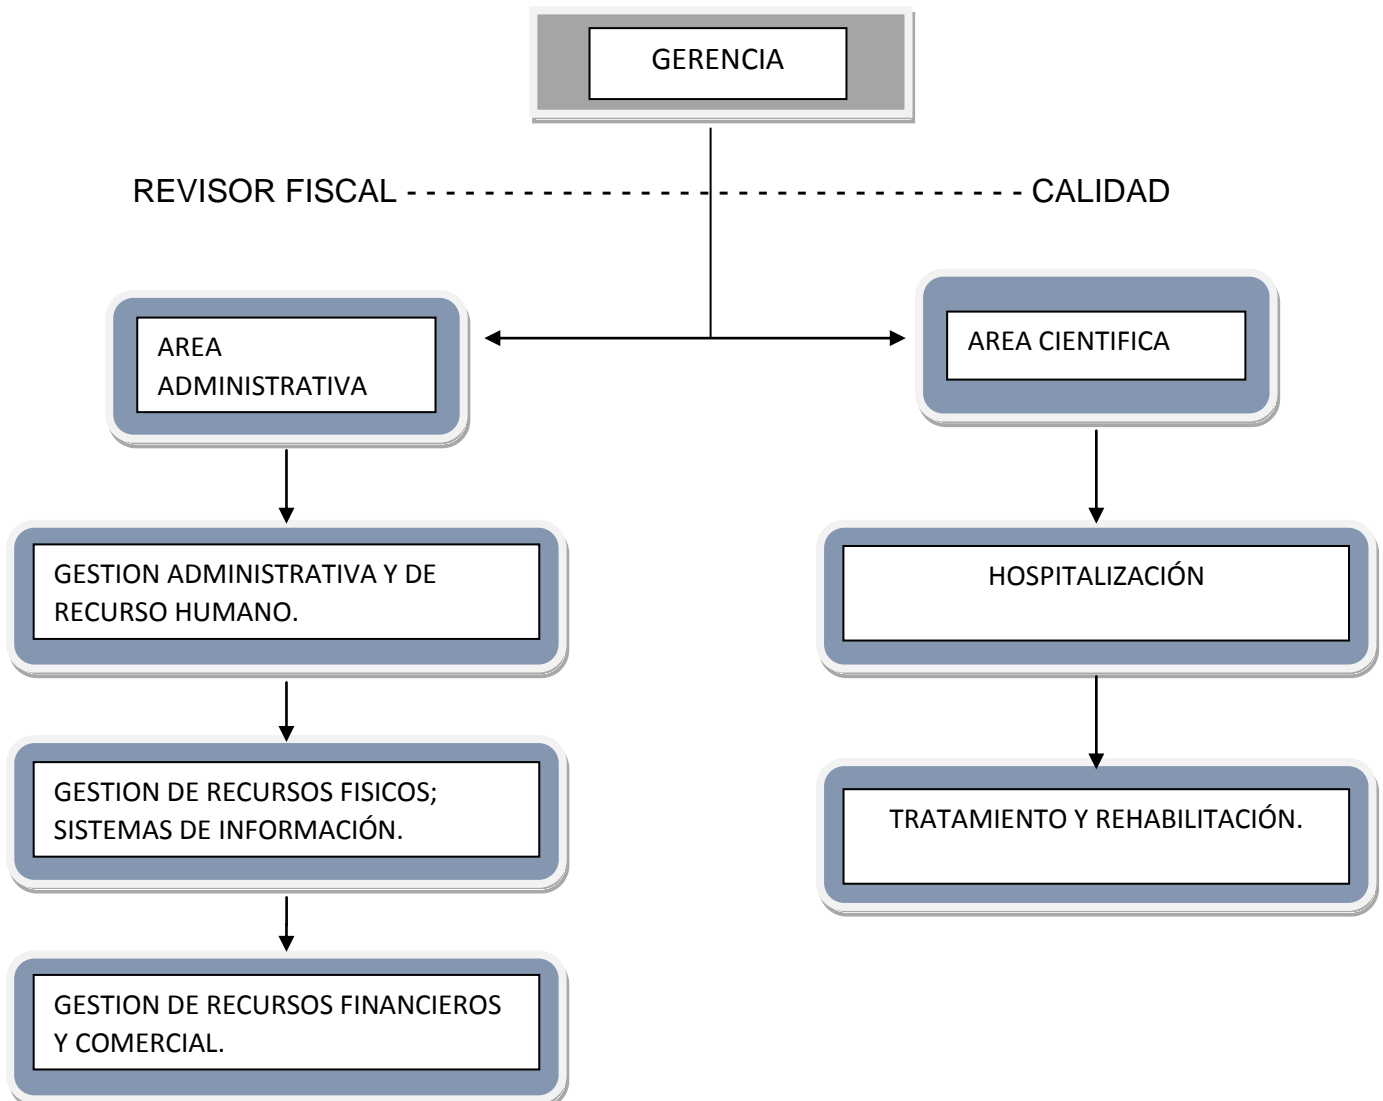 GERENCIA
REVISOR FISCAL - - - - - - - - - - - - - - - - - - - - - - - - - - - - - - - - - - - CALIDAD
AREA
ADMINISTRATIVA
AREA CIENTIFICA
GESTION ADMINISTRATIVA Y DE
RECURSO HUMANO.
HOSPITALIZACIÓN
GESTION DE RECURSOS FISICOS;
SISTEMAS DE INFORMACIÓN.
TRATAMIENTO Y REHABILITACIÓN.
GESTION DE RECURSOS FINANCIEROS
Y COMERCIAL.